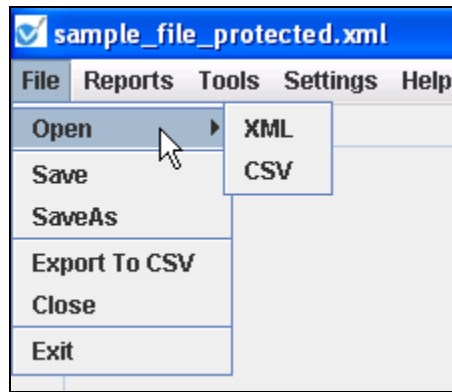 sample_file_protected.xml
File Reports Tools Settings Help
Open XML
CSV
Save
SaveAs
Export To CSV
Close
Exit